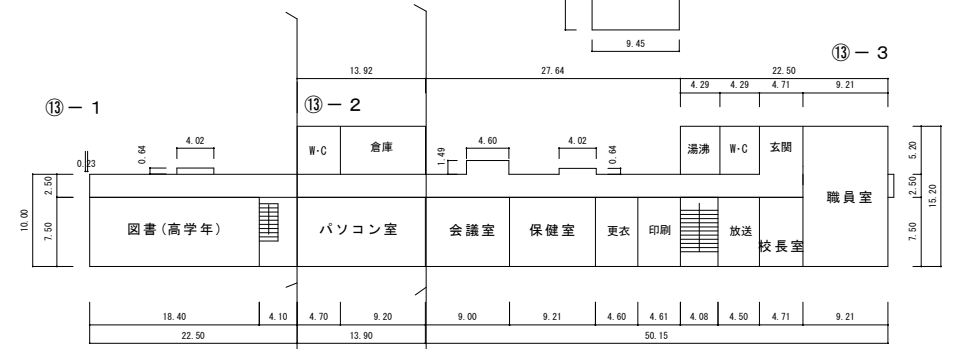 9.45
⑬－3
13.92
27.64
22.50
4.29
4.29
4.71
9.21
⑬－1
⑬－2
0.23
0.64
4.02
W･C
倉庫
1.49
4.60
4.02
0.64
湯沸
W･C
玄関
5.20
2.50
7.50
15.20
10.00
2.50
7.50
図書(高学年)
パソコン室
会議室
保健室
更衣
印刷
放送
校長室
職員室
18.40
4.10
4.70
9.20
9.00
9.21
4.60
4.61
4.08
4.50
4.71
9.21
22.50
13.90
50.15